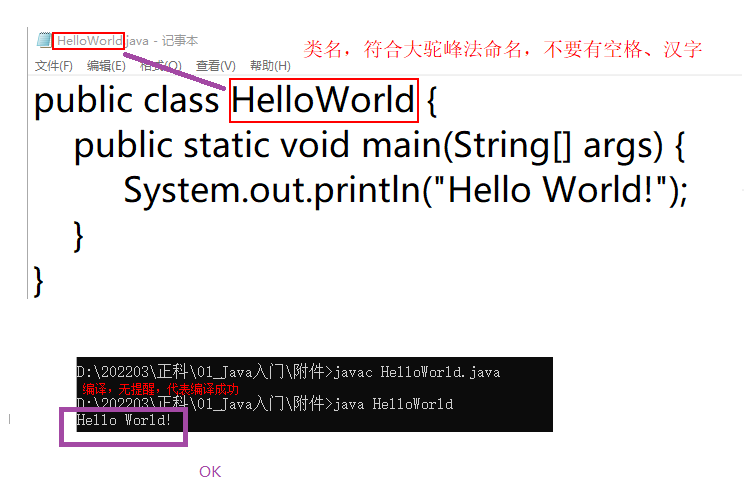 HelloWorld.java - 记事本
类名，符合大驼峰法命名，不要有空格、汉字
文件(F) 编辑(E) 格式(O) 查看(V) 帮助(H)
public class HelloWorld {
public static void main(String[] args) {
System.out.println("Hello World!");
}
}
D:\202203\正科\01_Java入门\附件>javac HelloWorld.java
编译，无提醒，代表编译成功
D:\202203\正科\01_Java入门\附件>java HelloWorld
Hello World!
OK